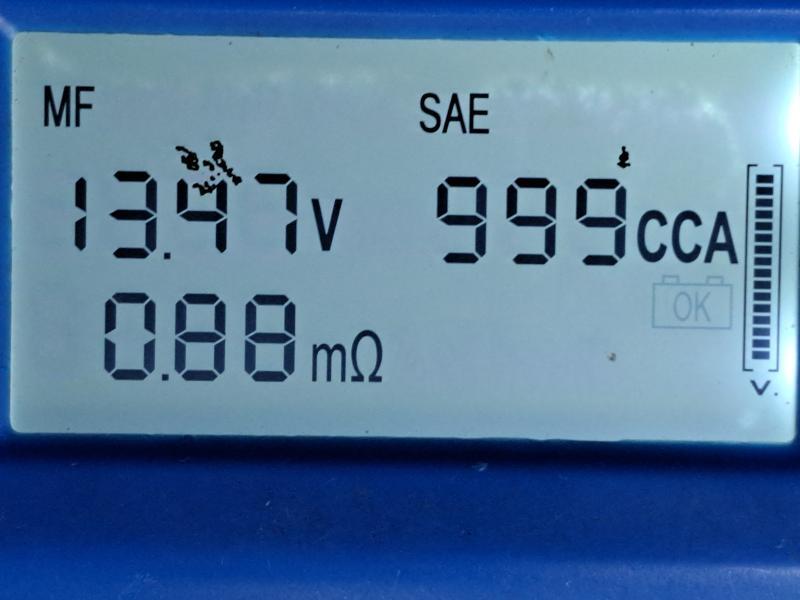 MF SAE
13.47V 999CCA
OK
0.88mΩ
V.